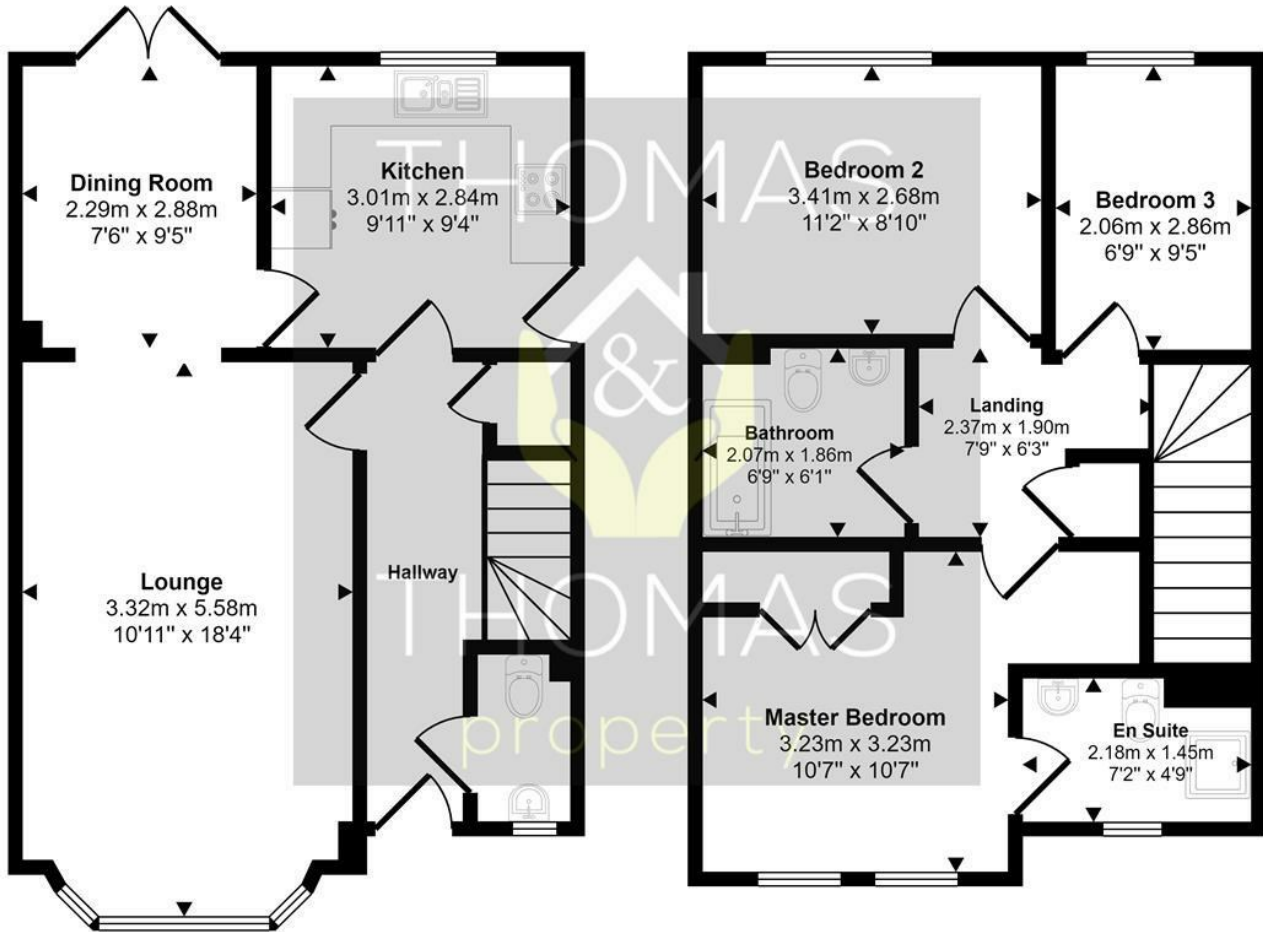 Dining Room
2.29m x 2.88m
7'6" x 9'5"
Kitchen
3.01m x 2.84m
9'11" x 9'4"
Lounge
3.32m x 5.58m
10'11" x 18'4"
Hallway
Bedroom 2
3.41m x 2.68m
11'2" x 8'10"
Bedroom 3
2.06m x 2.86m
6'9" x 9'5"
Bathroom
2.07m x 1.86m
6'9" x 6'1"
Landing
2.37m x 1.90m
7'9" x 6'3"
Master Bedroom
3.23m x 3.23m
10'7" x 10'7"
En Suite
2.18m x 1.45m
7'2" x 4'9"
THOMAS
&
THOMAS
property